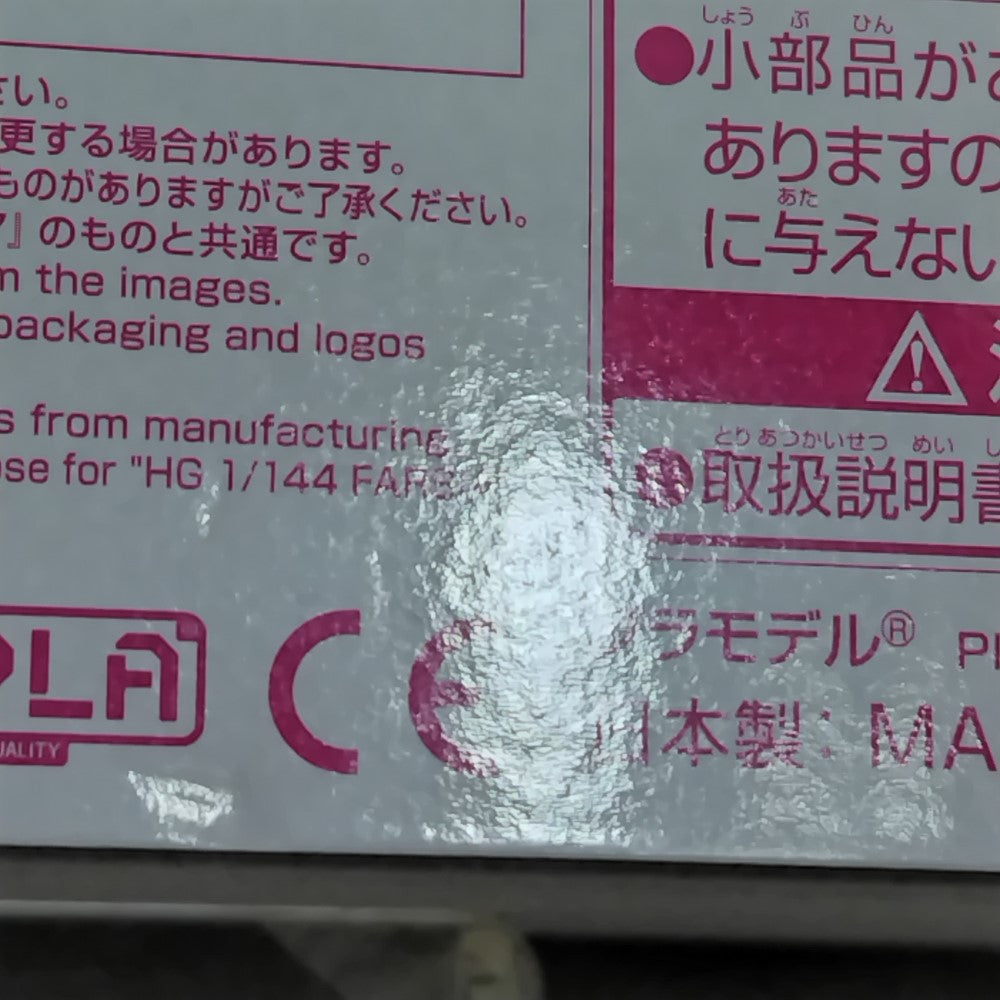 さい。
更する場合があります。
ものがありますがご了承ください。
』のものと共通です。
the images.
packaging and logos
from manufacturing
for "HG 1/144
PLA
CE
しょう ぶ ひん
●小部品が
ありますの
あた
に与えない
とりあつかいせつ めい
取扱説明書
ラモデル®
日本製: MA